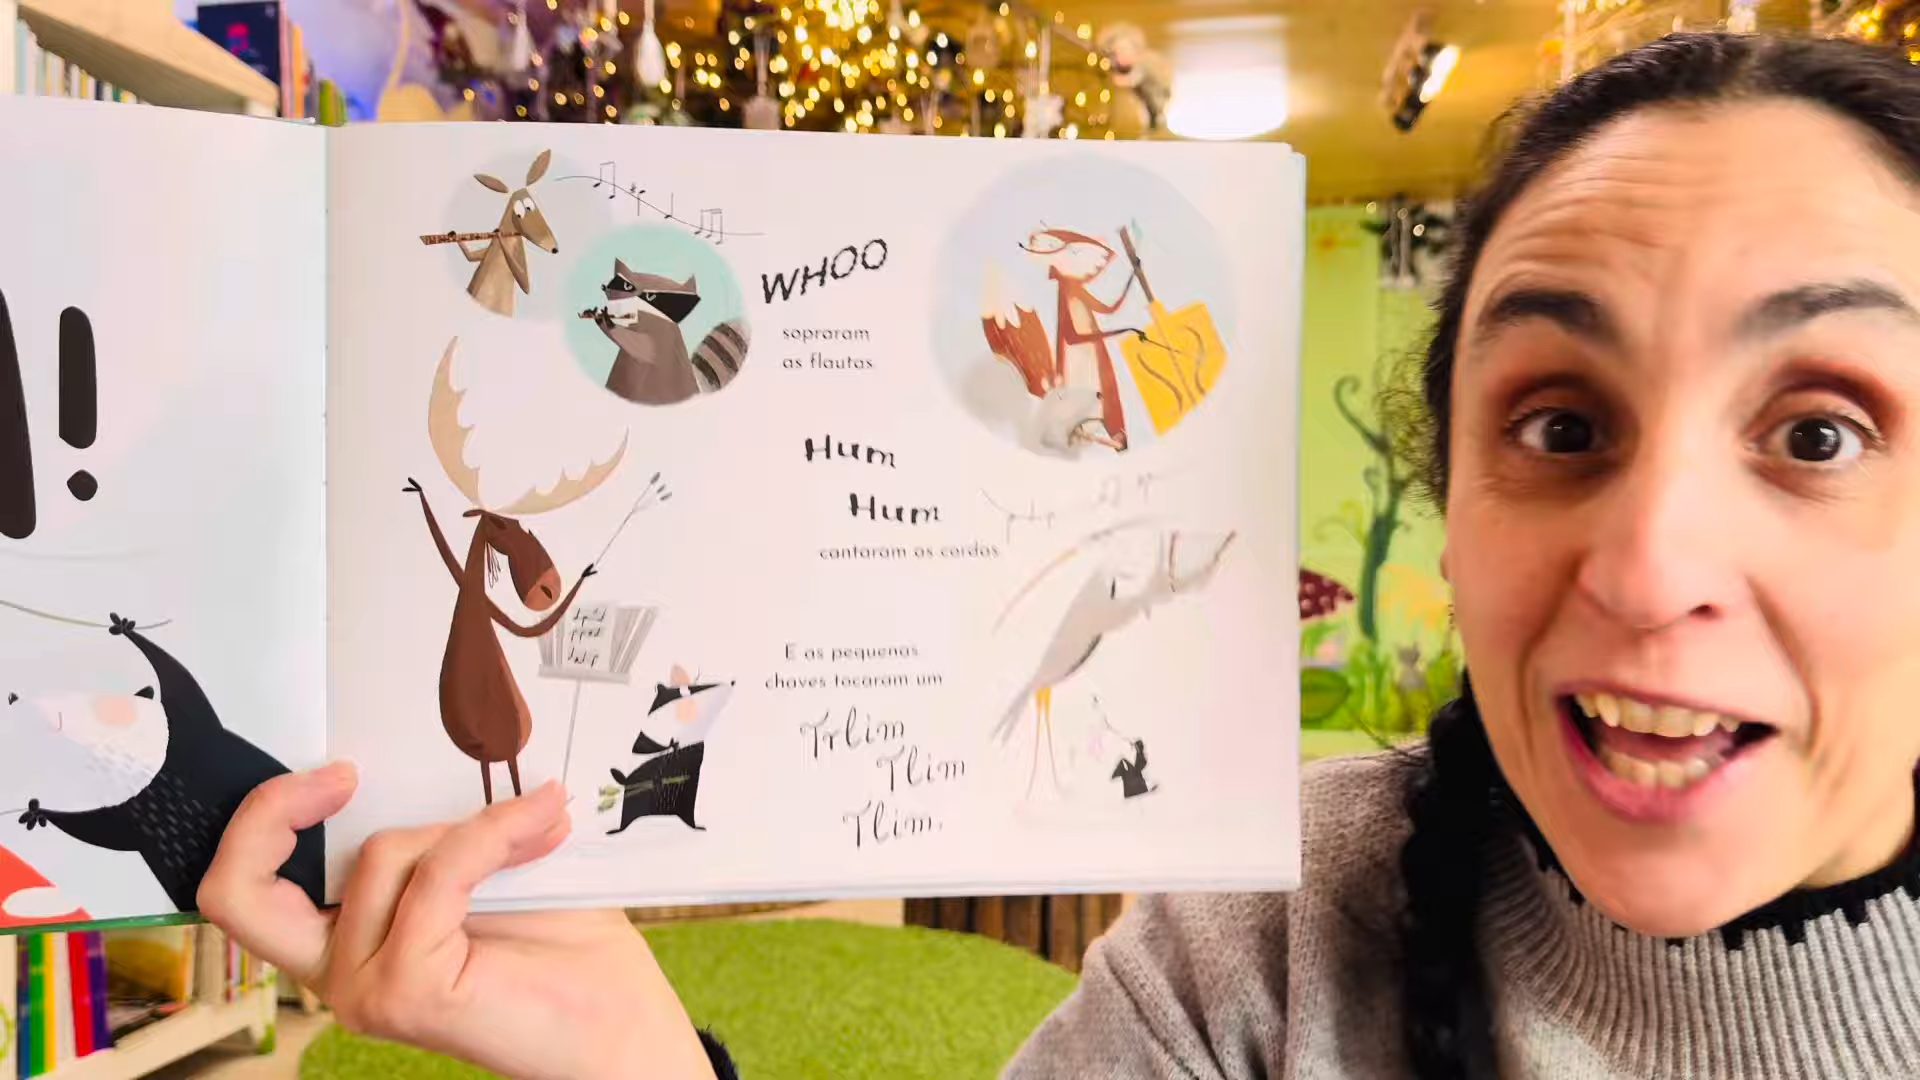 !
WHOO
sopraram
as flautas
Hum
Hum
cantaram as cordas
E as pequenas
chaves tocaram um
Trlim
Tlim
Tlim.